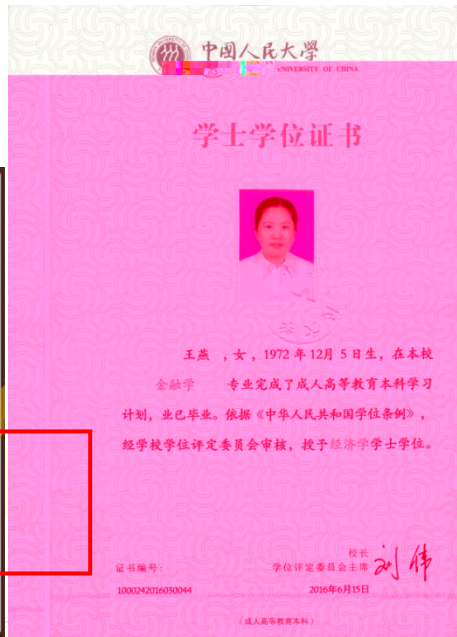 中国人民大学
UNIVERSITY OF CHINA
学士学位证书
王燕 ，女，1972 年 12月 5 日生，在本校
金融学 专业完成了成人高等教育本科学习
计划，业已毕业。依据《中华人民共和国学位条例》，
经学校学位评定委员会审核，授予经济学学士学位。
校长
证书编号：
学位评定委员会主席 刘伟
1000242016050044
2016年6月15日
（成人高等教育本科）